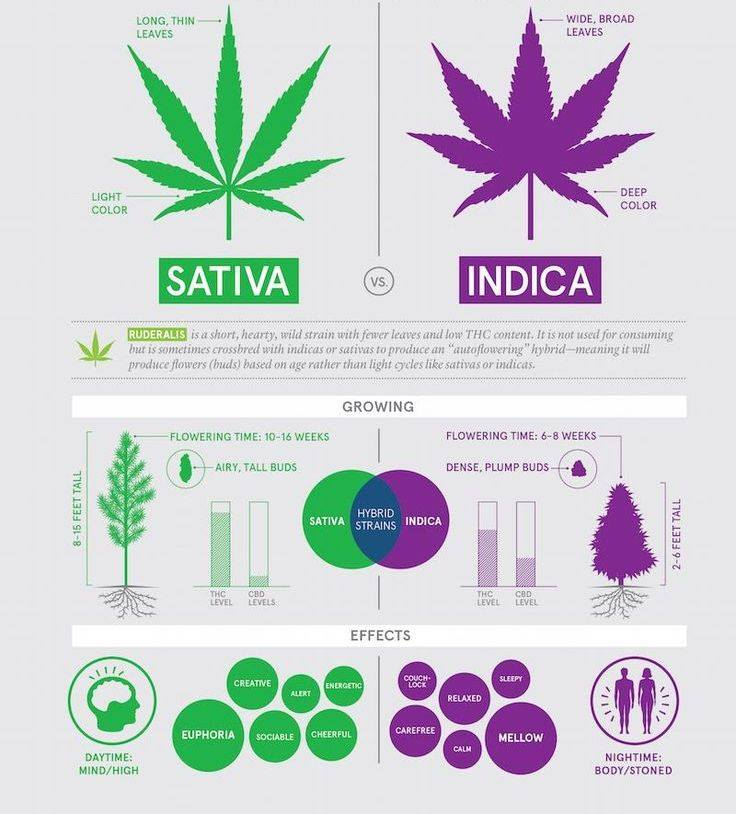 LONG, THIN
LEAVES
WIDE, BROAD
LEAVES
LIGHT
COLOR
DEEP
COLOR
SATIVA
VS.
INDICA
RUDERALIS is a short, hearty, wild strain with fewer leaves and low THC content. It is not used for consuming
but is sometimes crossbred with indicas or sativas to produce an “autoflowering” hybrid—meaning it will
produce flowers (buds) based on age rather than light cycles like sativas or indicas.
GROWING
FLOWERING TIME: 10-16 WEEKS
AIRY, TALL BUDS
8-15 FEET TALL
THC
LEVEL
CBD
LEVELS
SATIVA
HYBRID
STRAINS
INDICA
FLOWERING TIME: 6-8 WEEKS
DENSE, PLUMP BUDS
2-6 FEET TALL
THC
LEVEL
CBD
LEVEL
EFFECTS
DAYTIME:
MIND/HIGH
CREATIVE
ALERT
ENERGETIC
EUPHORIA
SOCIABLE
CHEERFUL
COUCH-
LOCK
RELAXED
SLEEPY
CAREFREE
CALM
MELLOW
NIGHTIME:
BODY/STONED